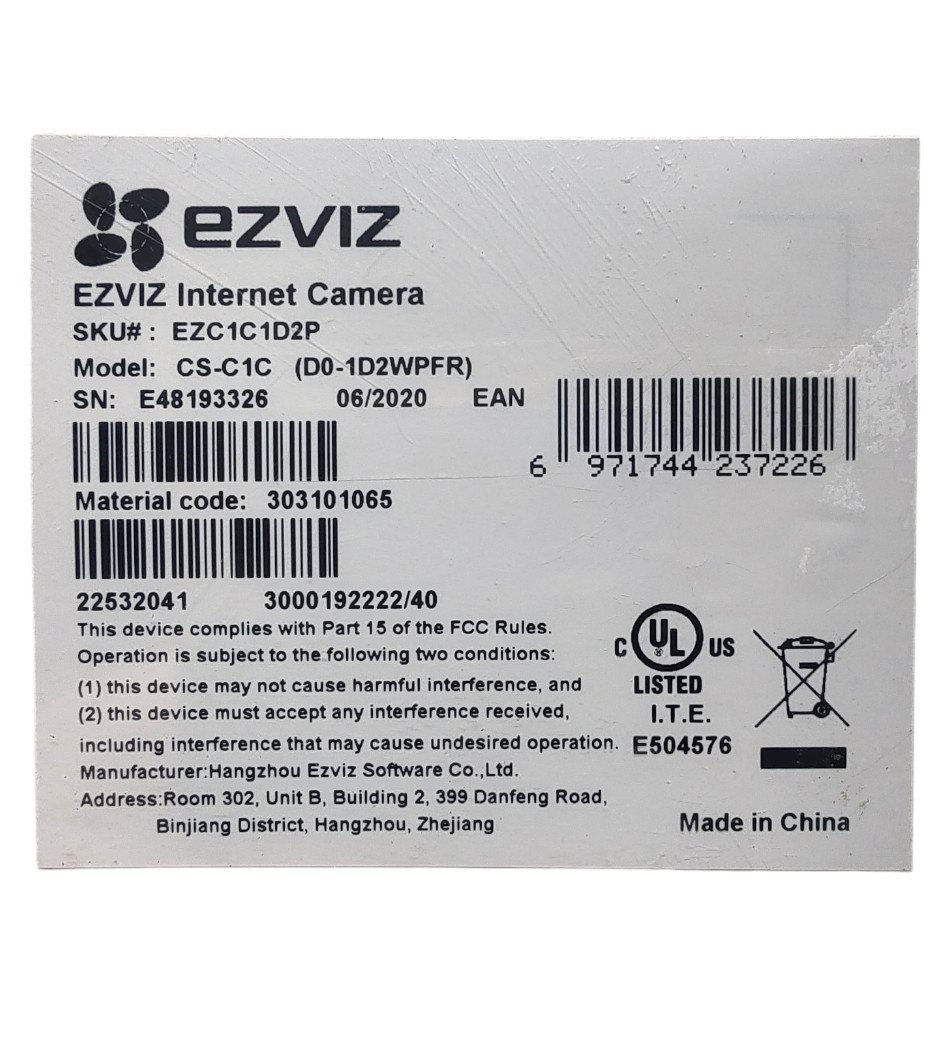 ezviz
EZVIZ Internet Camera
SKU# : EZC1C1D2P
Model: CS-C1C (D0-1D2WPFR)
SN: E48193326 06/2020 EAN
6 971744 237226
Material code: 303101065
22532041 3000192222/40
This device complies with Part 15 of the FCC Rules.
Operation is subject to the following two conditions:
(1) this device may not cause harmful interference, and
(2) this device must accept any interference received,
including interference that may cause undesired operation.
Manufacturer:Hangzhou Ezviz Software Co.,Ltd.
Address:Room 302, Unit B, Building 2, 399 Danfeng Road,
Binjiang District, Hangzhou, Zhejiang
C UL US
LISTED
I.T.E.
E504576
Made in China